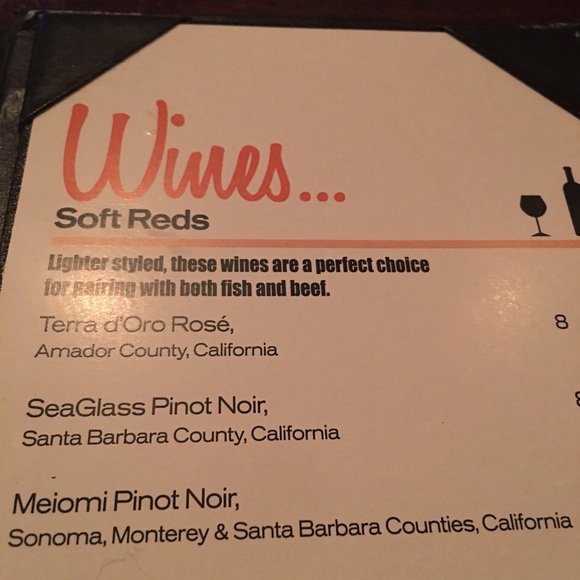 Wines...
Soft Reds
Lighter styled, these wines are a perfect choice
for pairing with both fish and beef.
Terra d'Oro Rosé, 8
Amador County, California
SeaGlass Pinot Noir,
Santa Barbara County, California
Meiomi Pinot Noir,
Sonoma, Monterey & Santa Barbara Counties, California